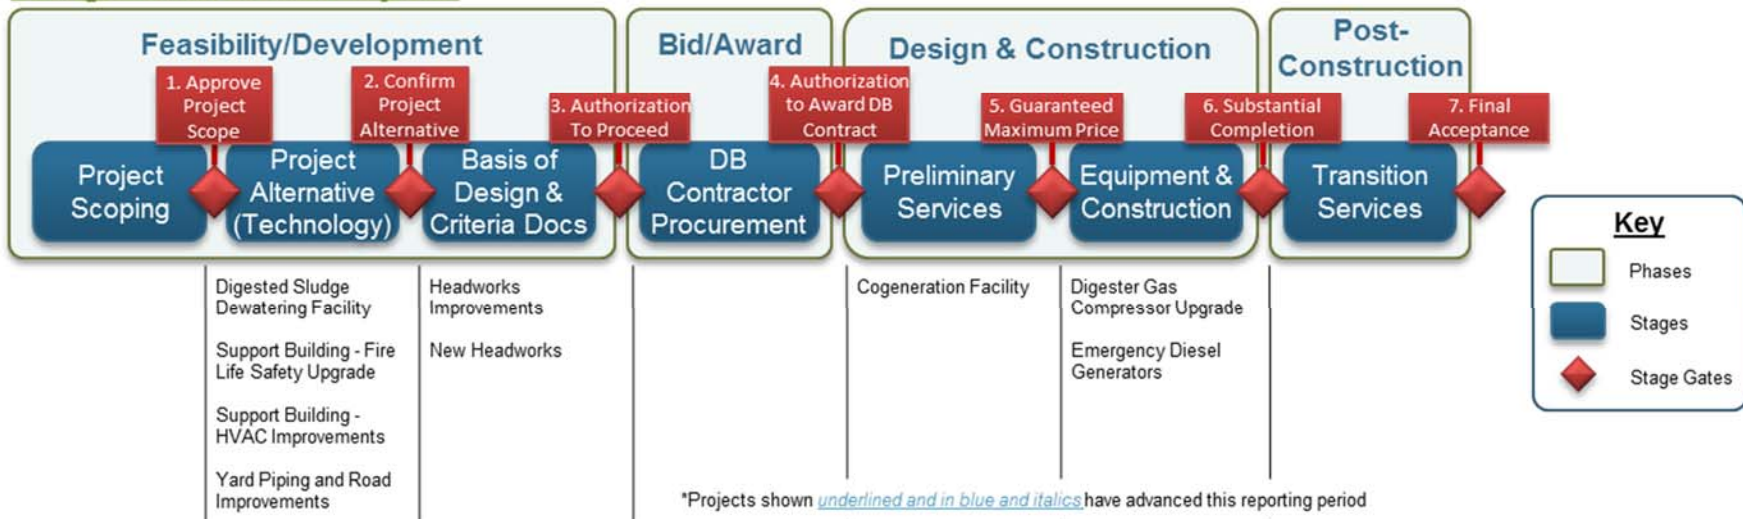 Feasibility/Development
Bid/Award
Design & Construction
Post-
Construction
1. Approve
Project
Scope
2. Confirm
Project
Alternative
3. Authorization
To Proceed
4. Authorization
to Award DB
Contract
5. Guaranteed
Maximum Price
6. Substantial
Completion
7. Final
Acceptance
Project
Scoping
Project
Alternative
(Technology)
Basis of
Design &
Criteria Docs
DB
Contractor
Procurement
Preliminary
Services
Equipment &
Construction
Transition
Services
Key
Phases
Stages
Stage Gates
Digested Sludge
Dewatering Facility
Support Building - Fire
Life Safety Upgrade
Support Building -
HVAC Improvements
Yard Piping and Road
Improvements
Headworks
Improvements
New Headworks
Cogeneration Facility
Digester Gas
Compressor Upgrade
Emergency Diesel
Generators
*Projects shown underlined and in blue and italics have advanced this reporting period